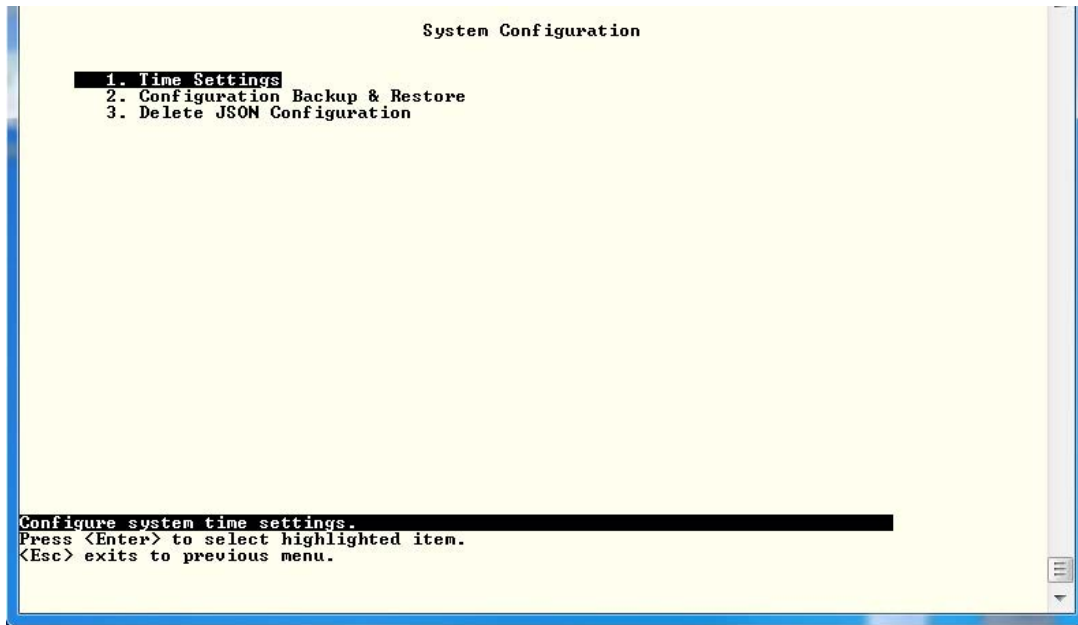 System Configuration
1. Time Settings
2. Configuration Backup & Restore
3. Delete JSON Configuration
Configure system time settings.
Press <Enter> to select highlighted item.
<Esc> exits to previous menu.